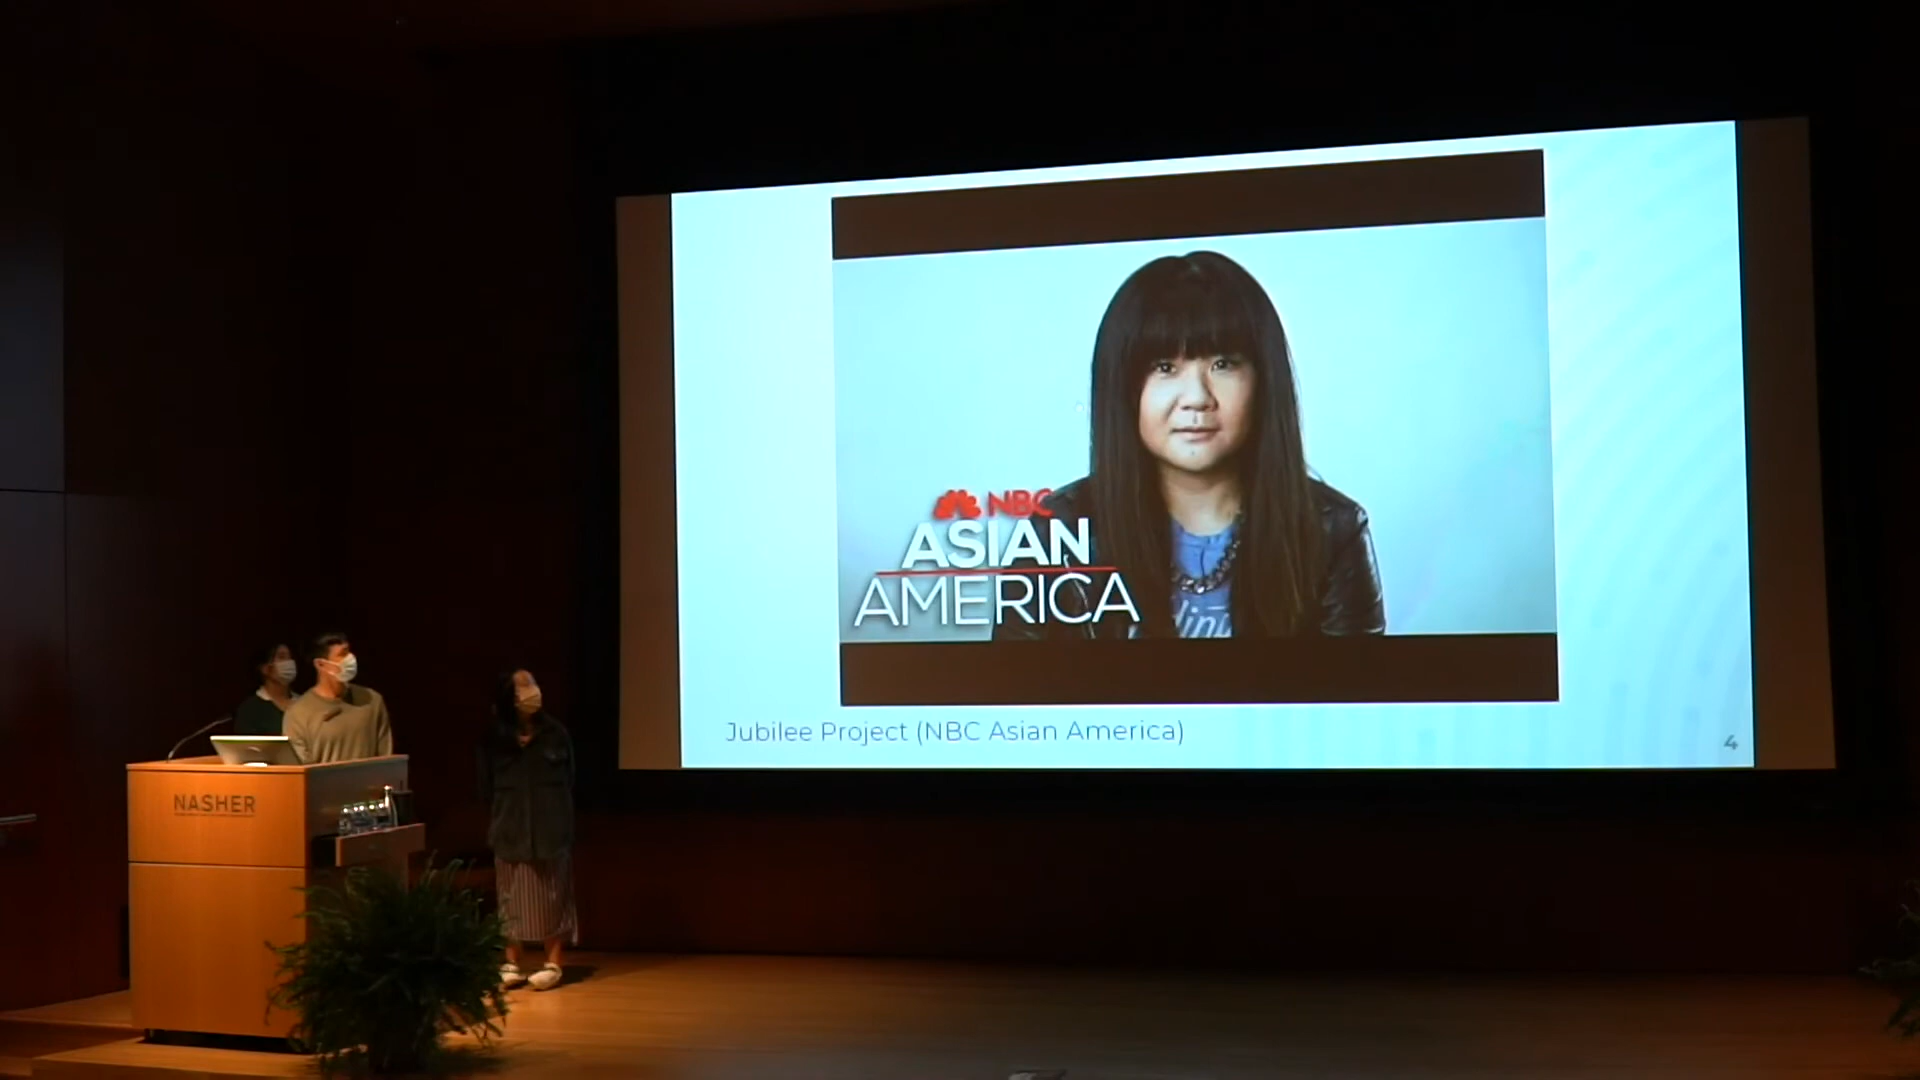 NBC
ASIAN
AMERICA
Jubilee Project (NBC Asian America)
4
NASHER